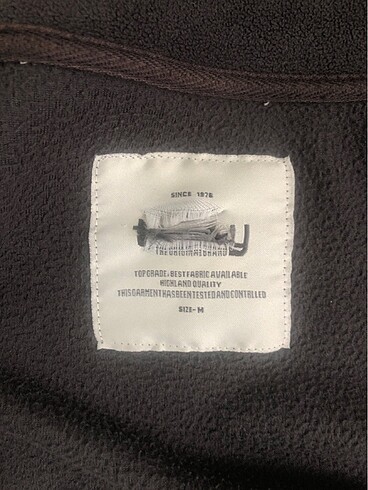 SINCE 1976
THE ORIGINAL BRAND
TOP GRADE & BEST FABRIC AVAILABLE
HIGHLAND QUALITY
THIS GARMENT HAS BEEN TESTED AND CONTRLLED
SIZE- M